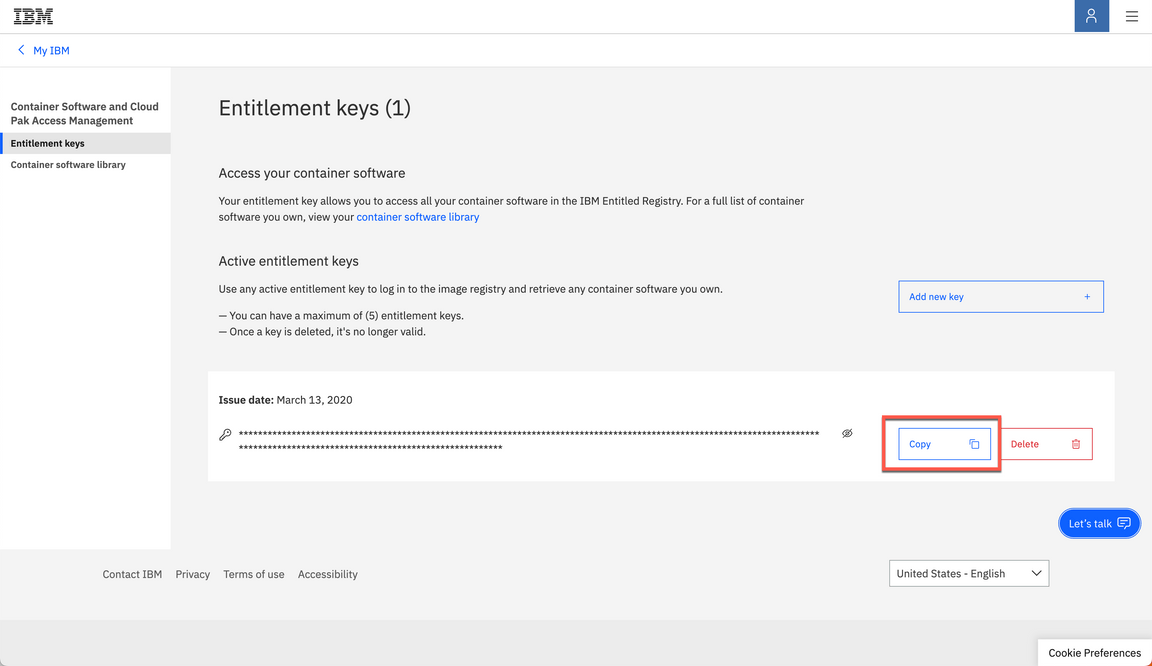 IBM
My IBM
Container Software and Cloud
Pak Access Management
Entitlement keys
Container software library
Entitlement keys (1)
Access your container software
Your entitlement key allows you to access all your container software in the IBM Entitled Registry. For a full list of container
software you own, view your container software library
Active entitlement keys
Use any active entitlement key to log in to the image registry and retrieve any container software you own.
— You can have a maximum of (5) entitlement keys.
— Once a key is deleted, it's no longer valid.
Add new key +
Issue date: March 13, 2020
Copy
Delete
Let's talk
Contact IBM Privacy Terms of use Accessibility
United States - English
Cookie Preferences